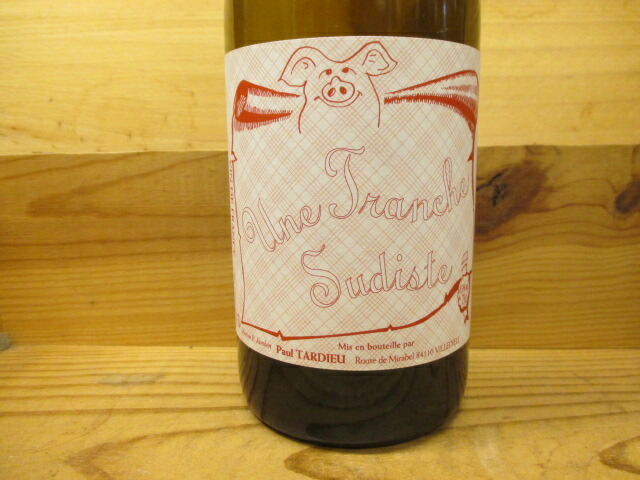 Une Tranche
Sudiste
Mis en bouteille par
Paul TARDIEU
Route de Mirabel 84110 VILLEDIEU